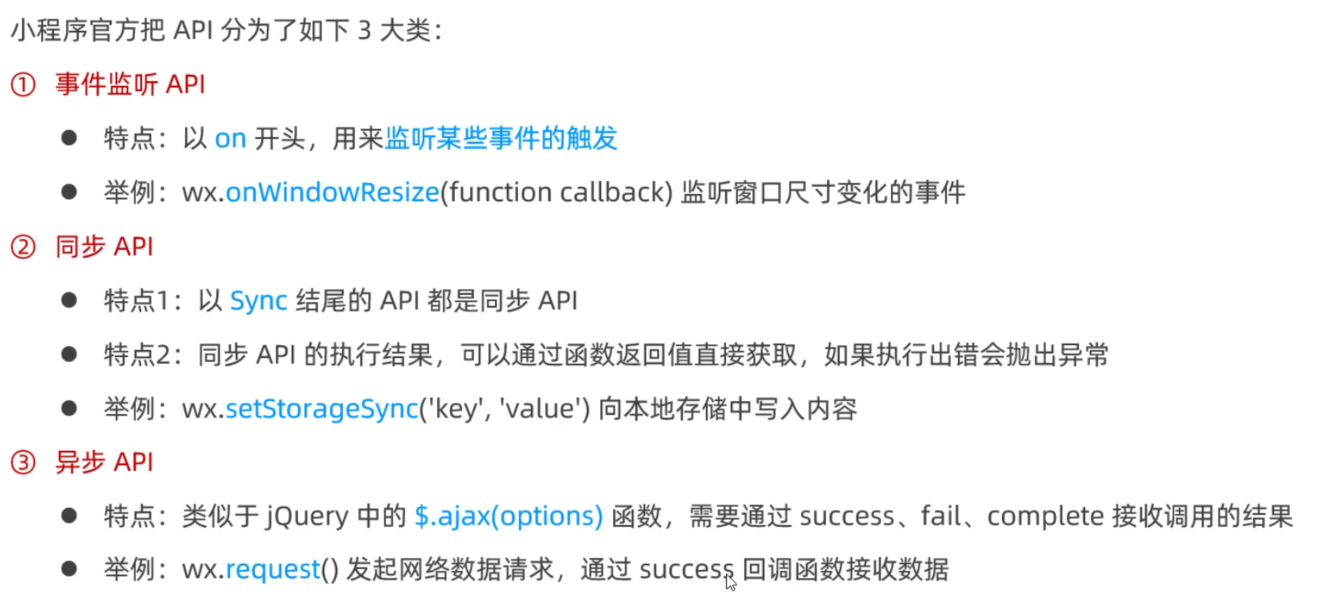 小程序官方把 API 分为了如下 3 大类：
① 事件监听 API
● 特点：以 on 开头，用来监听某些事件的触发
● 举例：wx.onWindowResize(function callback) 监听窗口尺寸变化的事件
② 同步 API
● 特点1：以 Sync 结尾的 API 都是同步 API
● 特点2：同步 API 的执行结果，可以通过函数返回值直接获取，如果执行出错会抛出异常
● 举例：wx.setStorageSync('key', 'value') 向本地存储中写入内容
③ 异步 API
● 特点：类似于 jQuery 中的 $.ajax(options) 函数，需要通过 success、fail、complete 接收调用的结果
● 举例：wx.request() 发起网络数据请求，通过 success 回调函数接收数据